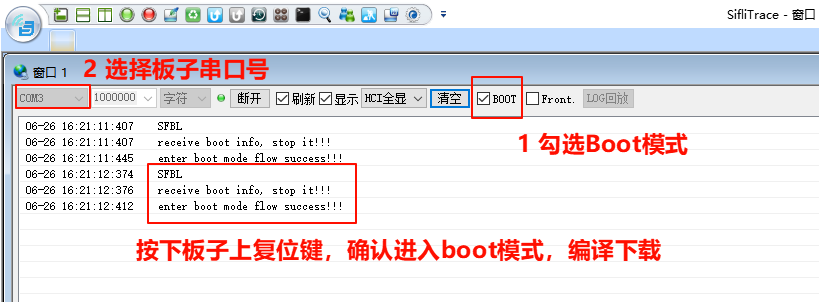 SifliTrace - 窗口
窗口 1
2 选择板子串口号
COM3 1000000 字符 断开 刷新 显示 HCI全显 清空 BOOT Front. LOG回放
1 勾选Boot模式
06-26 16:21:11:407 SFBL
06-26 16:21:11:407 receive boot info, stop it!!!
06-26 16:21:11:445 enter boot mode flow success!!!
06-26 16:21:12:374 SFBL
06-26 16:21:12:376 receive boot info, stop it!!!
06-26 16:21:12:412 enter boot mode flow success!!!
按下板子上复位键，确认进入boot模式，编译下载